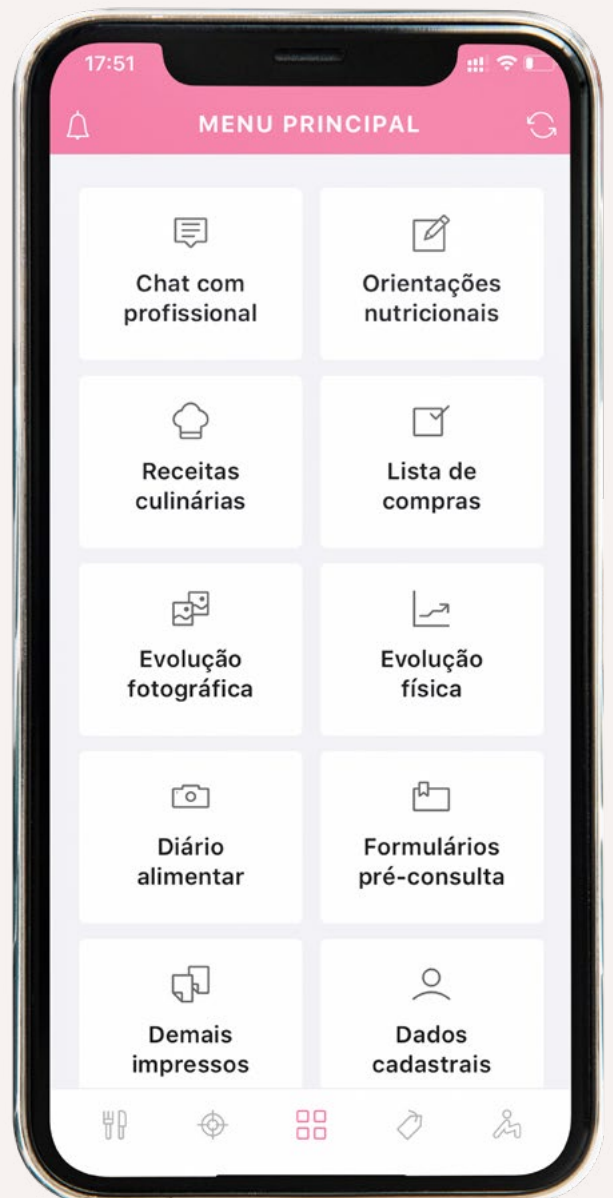 17:51
MENU PRINCIPAL
Chat com
profissional
Orientações
nutricionais
Receitas
culinárias
Lista de
compras
Evolução
fotográfica
Evolução
física
Diário
alimentar
Formulários
pré-consulta
Demais
impressos
Dados
cadastrais